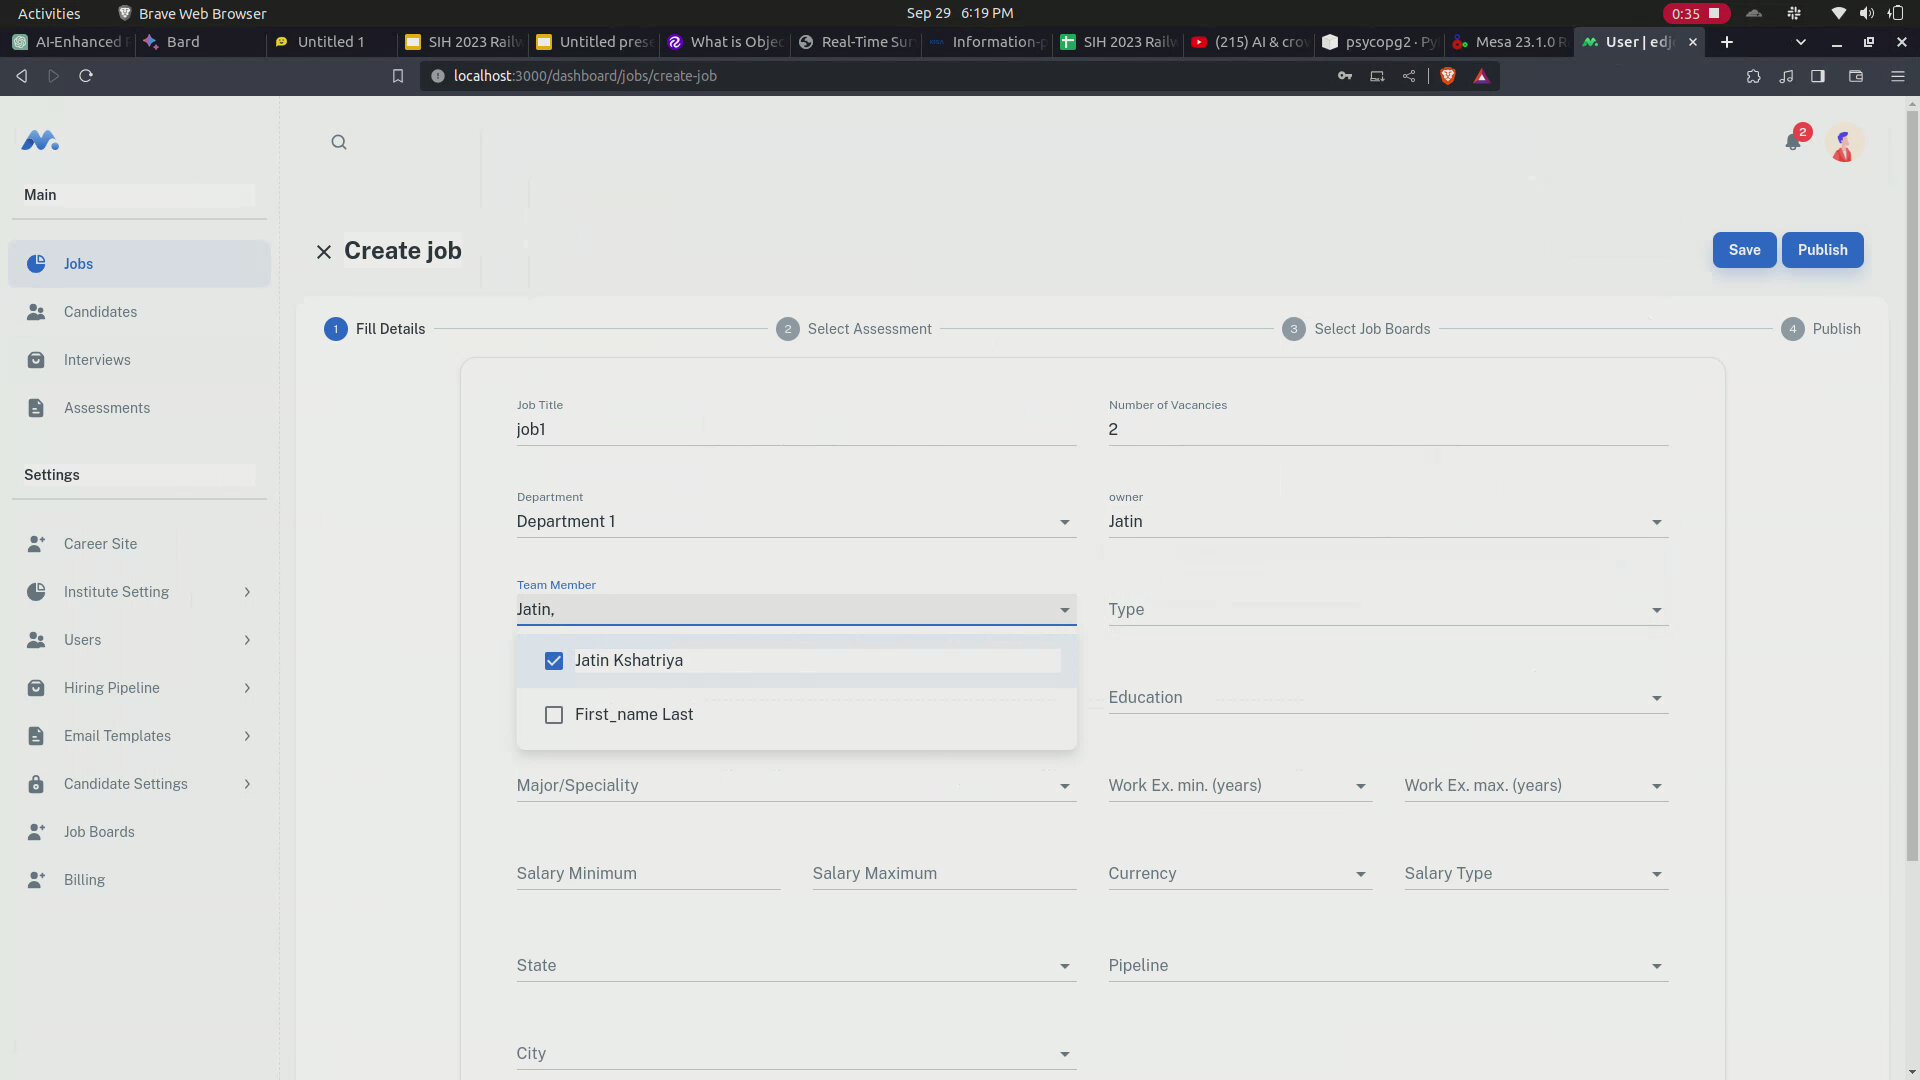 Activities
Brave Web Browser
Sep 29 6:19 PM
0:35
AI-Enhanced
Bard
Untitled 1
SIH 2023 Railw
Untitled prese
What is Objec
Real-Time Sur
Information-p
SIH 2023 Railw
(215) AI & crow
psycopg2 · Py
Mesa 23.1.0 R
User | edj
localhost:3000/dashboard/jobs/create-job
2
Main
Jobs
Candidates
Interviews
Assessments
Settings
Career Site
Institute Setting
Users
Hiring Pipeline
Email Templates
Candidate Settings
Job Boards
Billing
Create job
Save
Publish
1 Fill Details
2 Select Assessment
3 Select Job Boards
4 Publish
Job Title
job1
Number of Vacancies
2
Department
Department 1
owner
Jatin
Team Member
Jatin,
Type
Jatin Kshatriya
First_name Last
Education
Major/Speciality
Work Ex. min. (years)
Work Ex. max. (years)
Salary Minimum
Salary Maximum
Currency
Salary Type
State
Pipeline
City